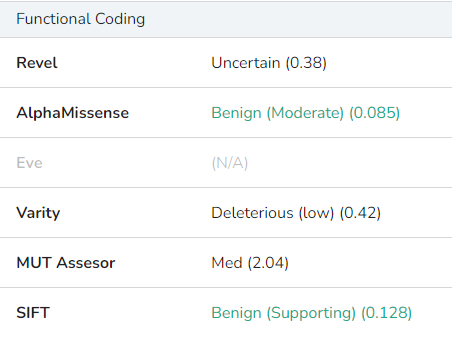 Functional Coding
Revel Uncertain (0.38)
AlphaMissense Benign (Moderate) (0.085)
Eve (N/A)
Varity Deleterious (low) (0.42)
MUT Assesor Med (2.04)
SIFT Benign (Supporting) (0.128)